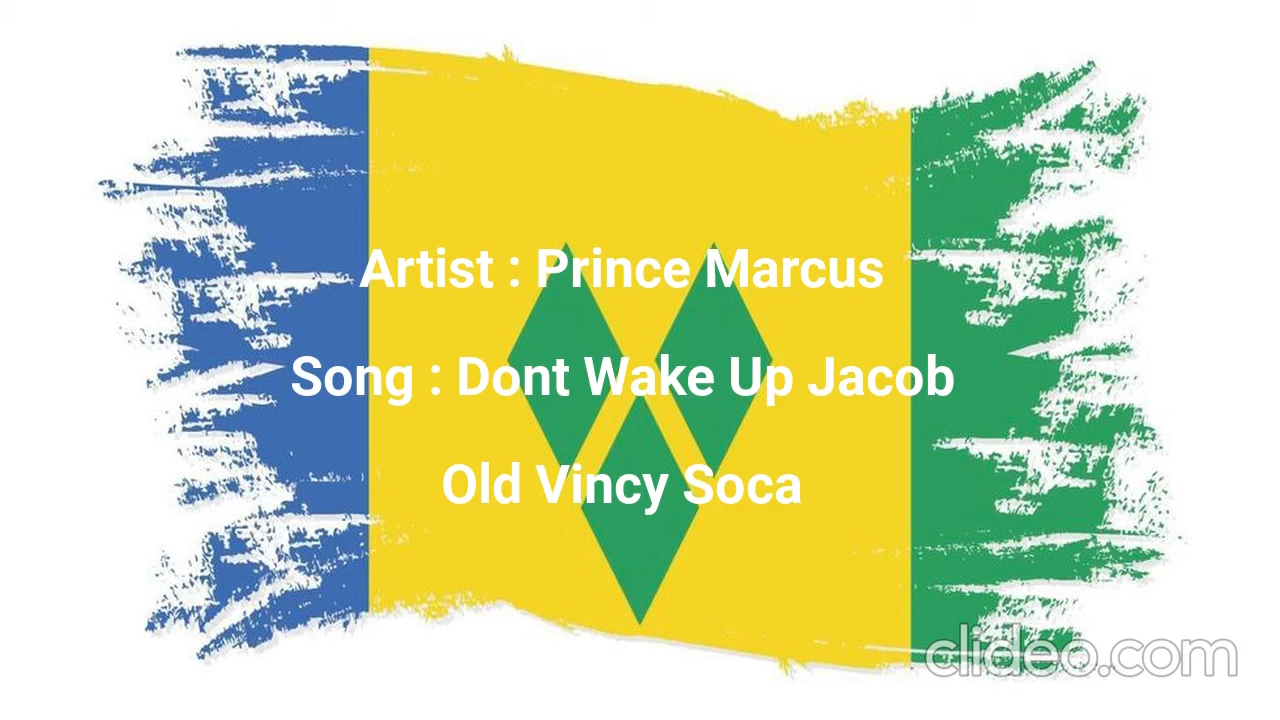 Artist : Prince Marcus
Song : Dont Wake Up Jacob
Old Vincy Soca
clideo.com